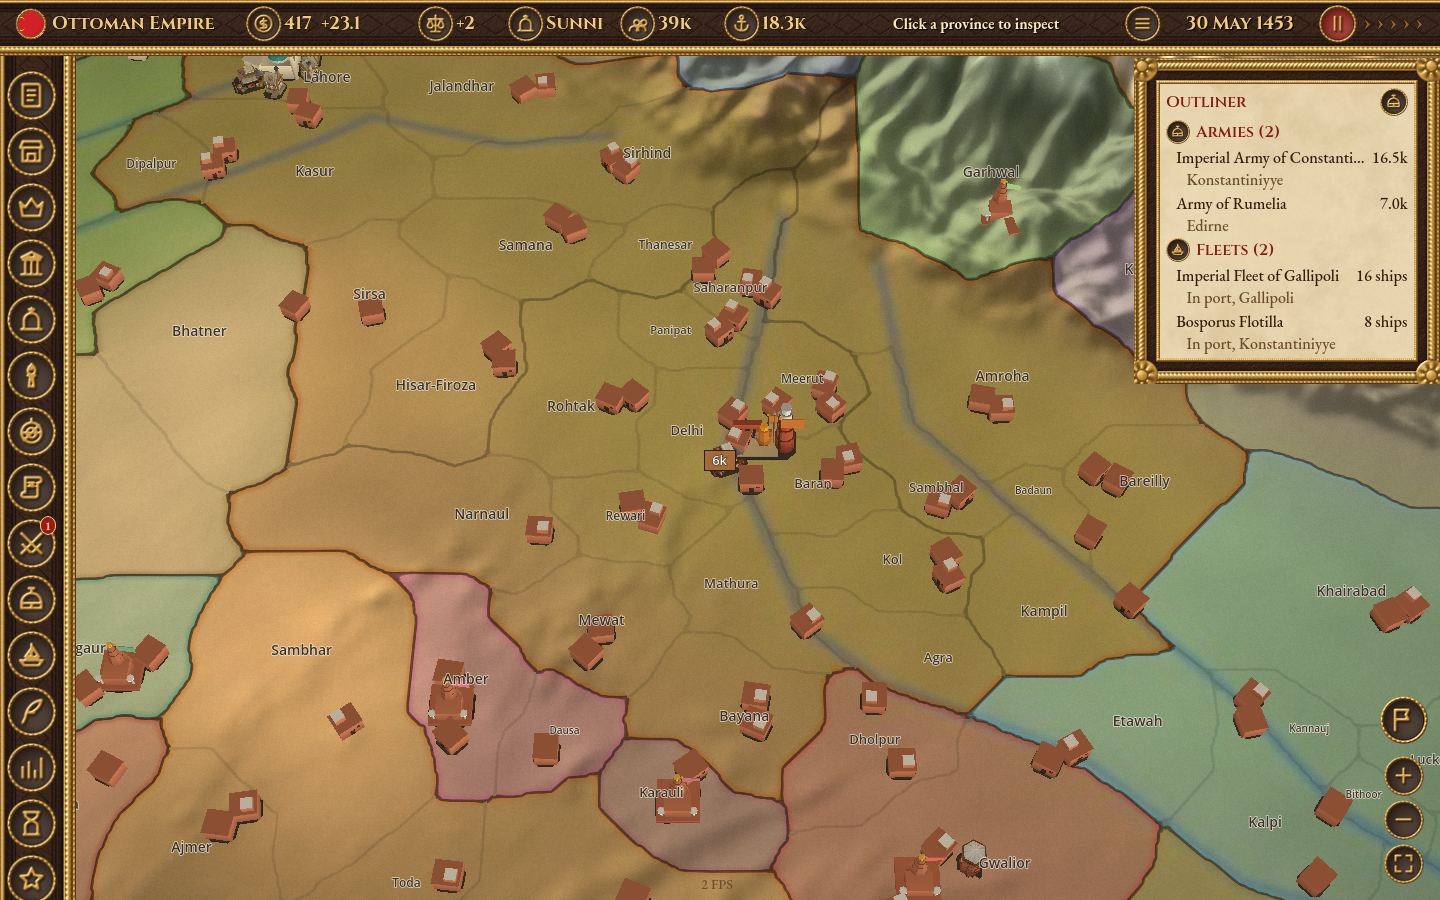 Ottoman Empire
417 +23.1
+2
Sunni
39k
18.3k
Click a province to inspect
30 May 1453
Outliner
Armies (2)
Imperial Army of Constanti... 16.5k
Konstantiniyye
Army of Rumelia 7.0k
Edirne
Fleets (2)
Imperial Fleet of Gallipoli 16 ships
In port, Gallipoli
Bosporus Flotilla 8 ships
In port, Konstantiniyye
1
Lahore
Jalandhar
Dipalpur
Kasur
Sirhind
Garhwal
Samana
Thanesar
K
Saharanpur
Sirsa
Bhatner
Panipat
Hisar-Firoza
Meerut
Amroha
Rohtak
Delhi
6k
Baran
Sambhal
Badaun
Bareilly
Narnaul
Rewari
Kol
Mathura
Khairabad
Kampil
Mewat
gaur
Sambhar
Agra
Amber
Bayana
Dausa
Etawah
Kannauj
Dholpur
Luck
Karauli
Bithoor
Kalpi
Ajmer
Gwalior
Toda
2 FPS